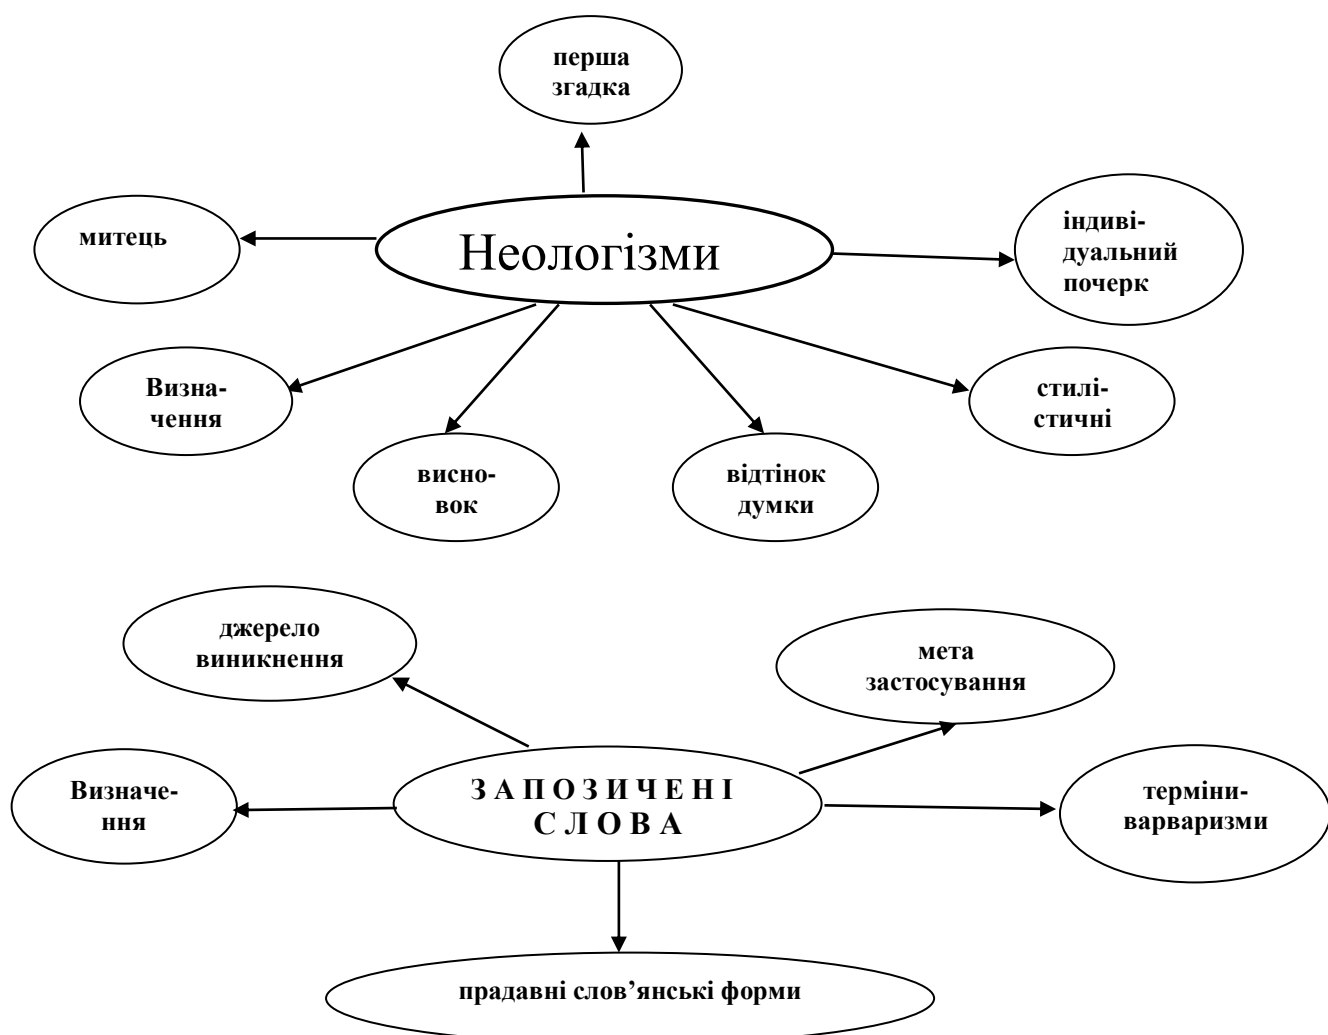 перша
згадка
митець
Неологізми
індиві-
дуальний
почерк
Визна-
чення
стилі-
стичні
висно-
вок
відтінок
думки
джерело
виникнення
мета
застосування
Визначе-
ння
З А П О З И Ч Е Н І
С Л О В А
терміни-
варваризми
прадавні слов’янські форми